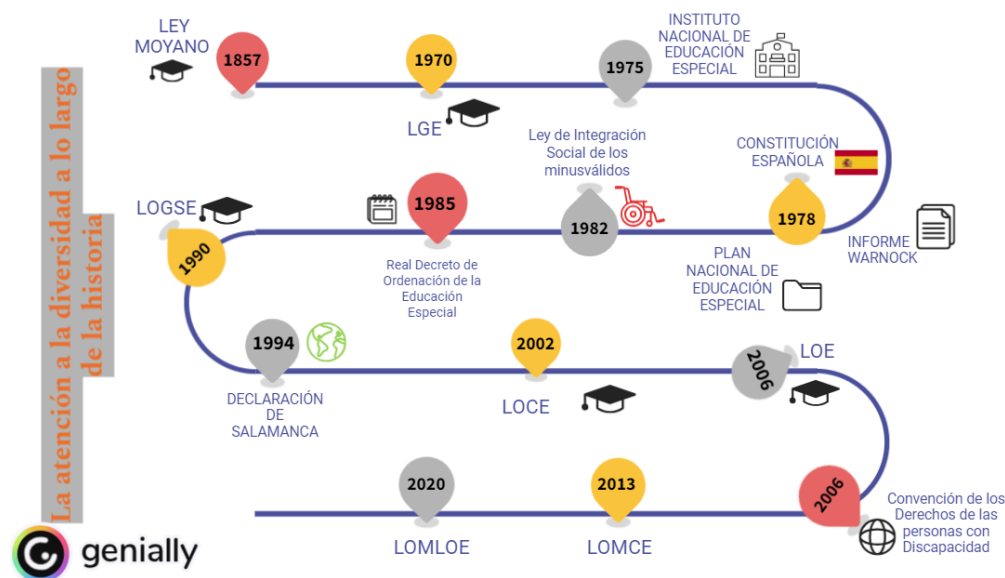 La atención a la diversidad a lo largo
de la historia
LEY
MOYANO
1857
1970
LGE
1975
INSTITUTO
NACIONAL DE
EDUCACIÓN
ESPECIAL
CONSTITUCIÓN
ESPAÑOLA
1978
INFORME
WARNOCK
PLAN
NACIONAL DE
EDUCACIÓN
ESPECIAL
Ley de Integración
Social de los
minusválidos
1982
1985
Real Decreto de
Ordenación de la
Educación
Especial
LOGSE
1990
1994
DECLARACIÓN
DE
SALAMANCA
2002
LOCE
2006
LOE
2006
Convención de los
Derechos de las
personas con
Discapacidad
2013
LOMCE
2020
LOMLOE
genially